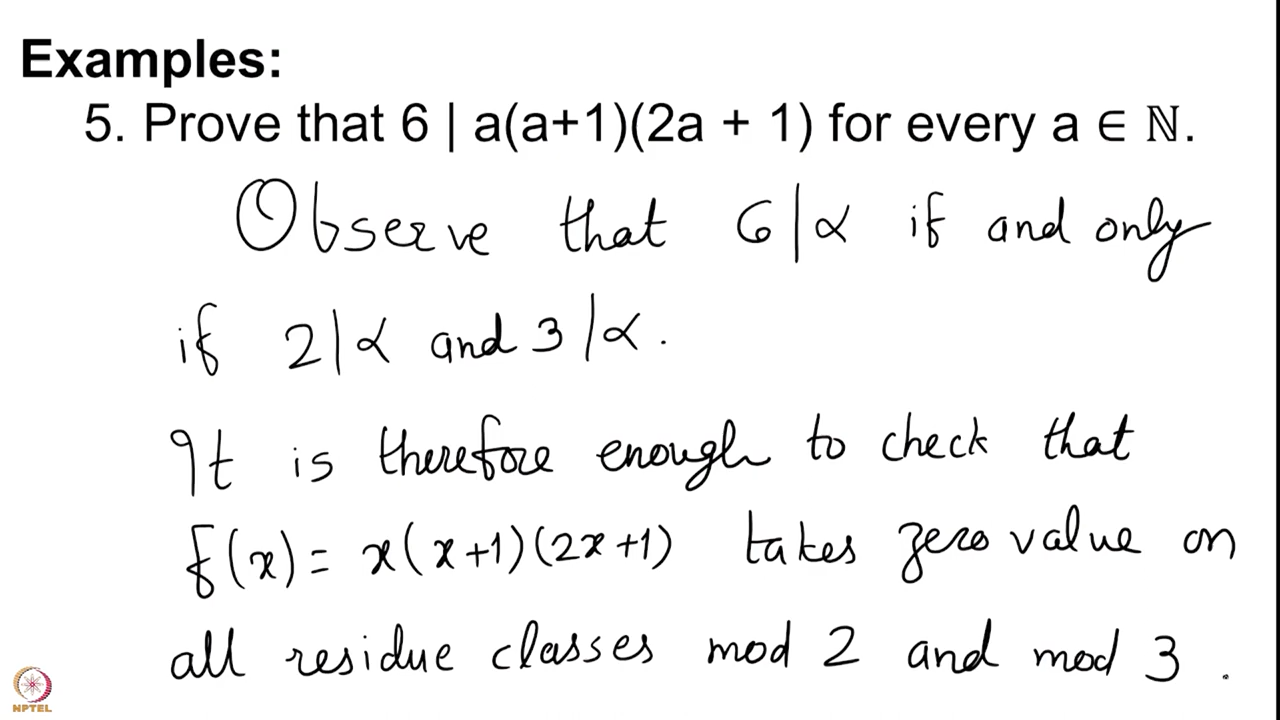 Examples:
5. Prove that 6 | a(a+1)(2a + 1) for every a ∈ ℕ.
Observe that 6|α if and only
if 2|α and 3|α.
It is therefore enough to check that
f(x) = x(x+1)(2x+1) takes zero value on
all residue classes mod 2 and mod 3.
NPTEL